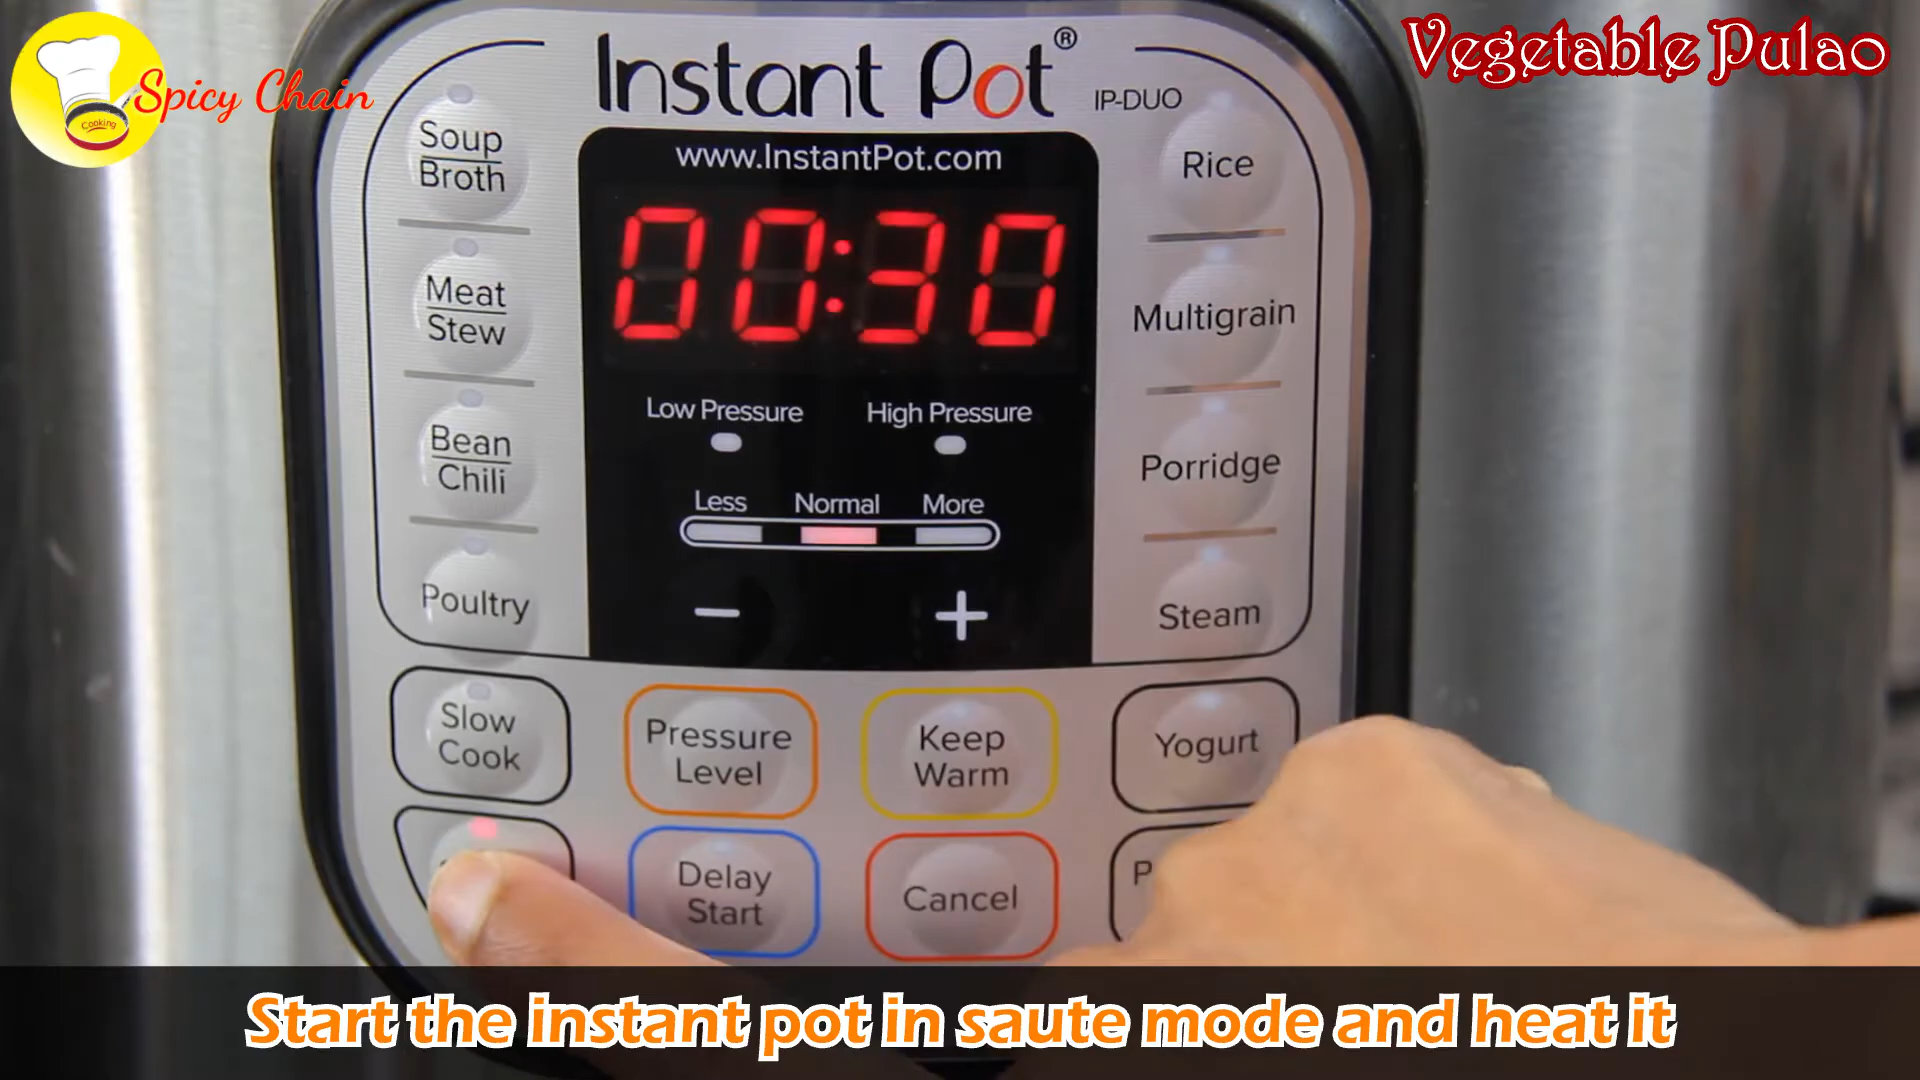 Spicy Chain
Cooking
Vegetable Pulao
Instant Pot®
IP-DUO
www.InstantPot.com
00:30
Low Pressure
High Pressure
Less
Normal
More
−
+
Soup
Broth
Meat
Stew
Bean
Chili
Poultry
Rice
Multigrain
Porridge
Steam
Slow
Cook
Pressure
Level
Keep
Warm
Yogurt
Delay
Start
Cancel
P
Start the instant pot in saute mode and heat it